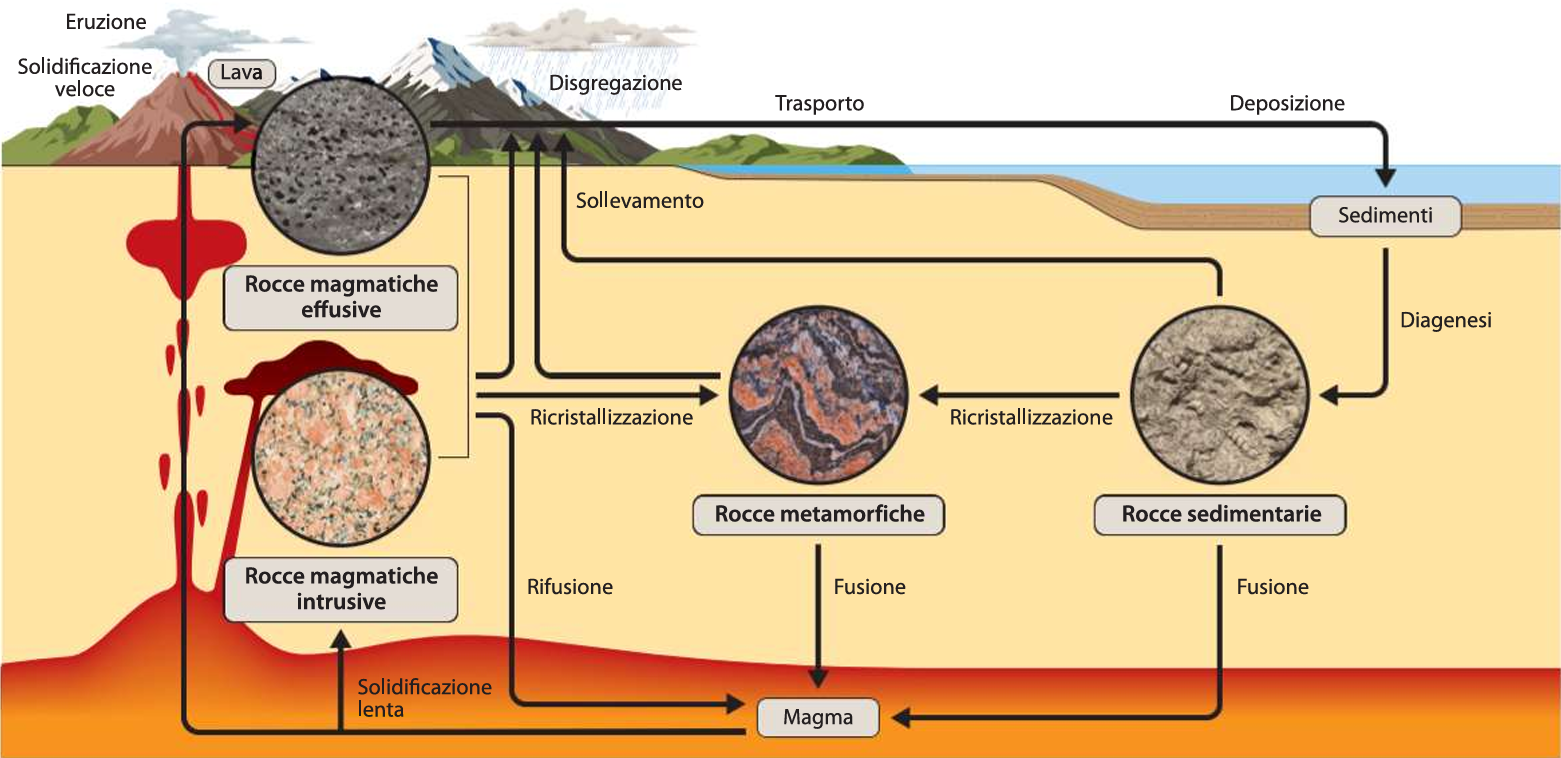 Eruzione
Solidificazione
veloce
Lava
Disgregazione
Trasporto
Deposizione
Sollevamento
Sedimenti
Rocce magmatiche
effusive
Diagenesi
Ricristallizzazione
Ricristallizzazione
Rocce metamorfiche
Rocce sedimentarie
Rocce magmatiche
intrusive
Rifusione
Fusione
Fusione
Solidificazione
lenta
Magma